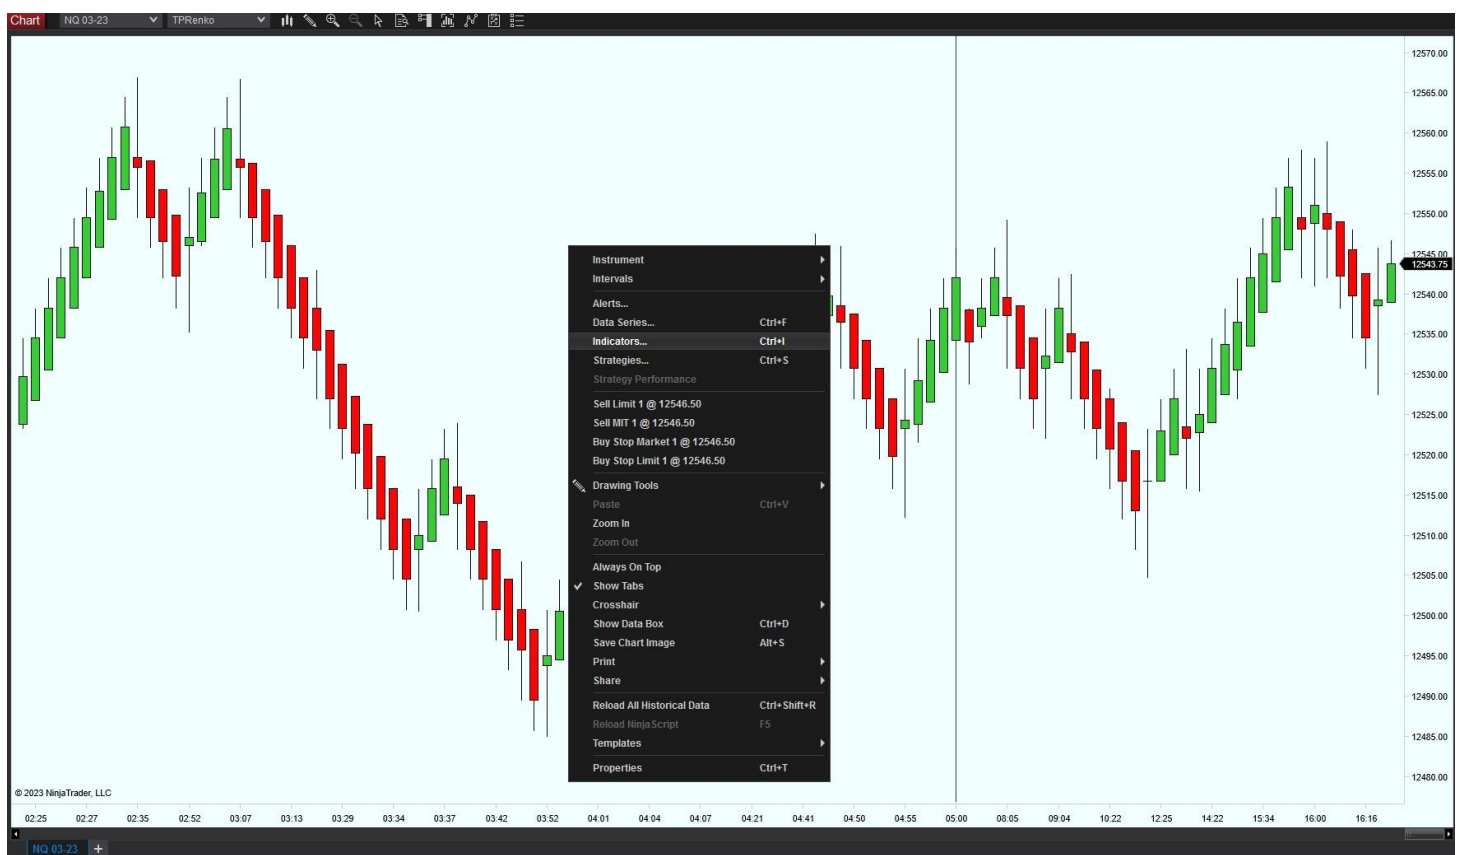 Chart NQ 03-23 TPRenko
12570.00
12565.00
12560.00
12555.00
12550.00
12545.00
12543.75
12540.00
12535.00
12530.00
12525.00
12520.00
12515.00
12510.00
12505.00
12500.00
12495.00
12490.00
12485.00
12480.00
Instrument
Intervals
Alerts...
Data Series... Ctrl+F
Indicators... Ctrl+I
Strategies... Ctrl+S
Strategy Performance
Sell Limit 1 @ 12546.50
Sell MIT 1 @ 12546.50
Buy Stop Market 1 @ 12546.50
Buy Stop Limit 1 @ 12546.50
Drawing Tools
Paste Ctrl+V
Zoom In
Zoom Out
Always On Top
Show Tabs
Crosshair
Show Data Box Ctrl+D
Save Chart Image Alt+S
Print
Share
Reload All Historical Data Ctrl+Shift+R
Reload NinjaScript F5
Templates
Properties Ctrl+T
© 2023 NinjaTrader, LLC
02:25 02:27 02:35 02:52 03:07 03:13 03:29 03:34 03:37 03:42 03:52 04:01 04:04 04:07 04:21 04:41 04:50 04:55 05:00 08:05 09:04 10:22 12:25 14:22 15:34 16:00 16:16
NQ 03-23 +